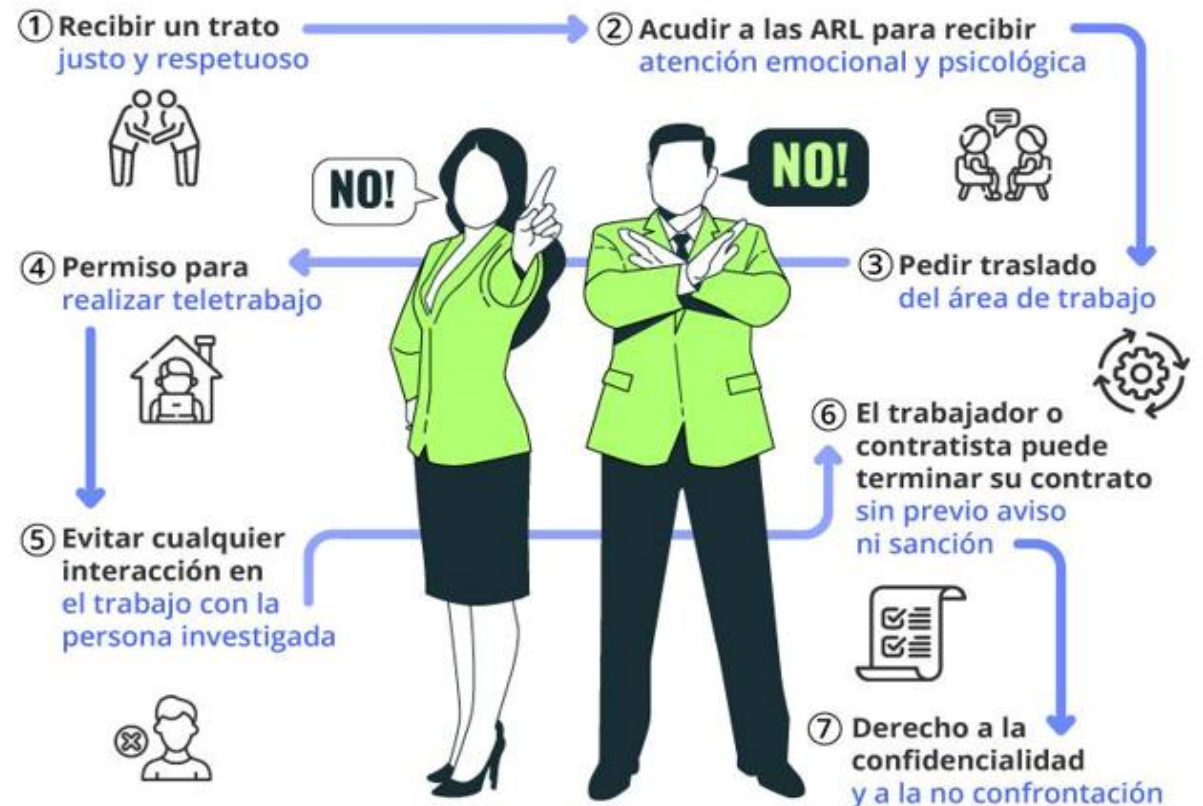 ① Recibir un trato
justo y respetuoso
② Acudir a las ARL para recibir
atención emocional y psicológica
NO!
NO!
③ Pedir traslado
del área de trabajo
④ Permiso para
realizar teletrabajo
⑤ Evitar cualquier
interacción en
el trabajo con la
persona investigada
⑥ El trabajador o
contratista puede
terminar su contrato
sin previo aviso
ni sanción
⑦ Derecho a la
confidencialidad
y a la no confrontación